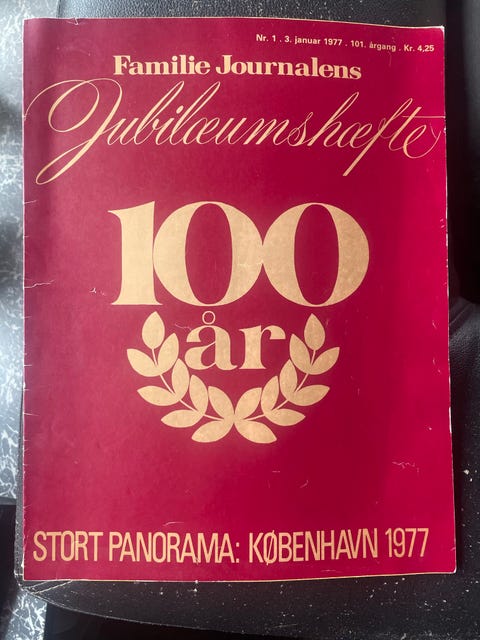 Nr. 1 . 3. januar 1977 . 101. årgang . Kr. 4,25
Familie Journalens
Jubilæumshæfte
100
år
STORT PANORAMA: KØBENHAVN 1977